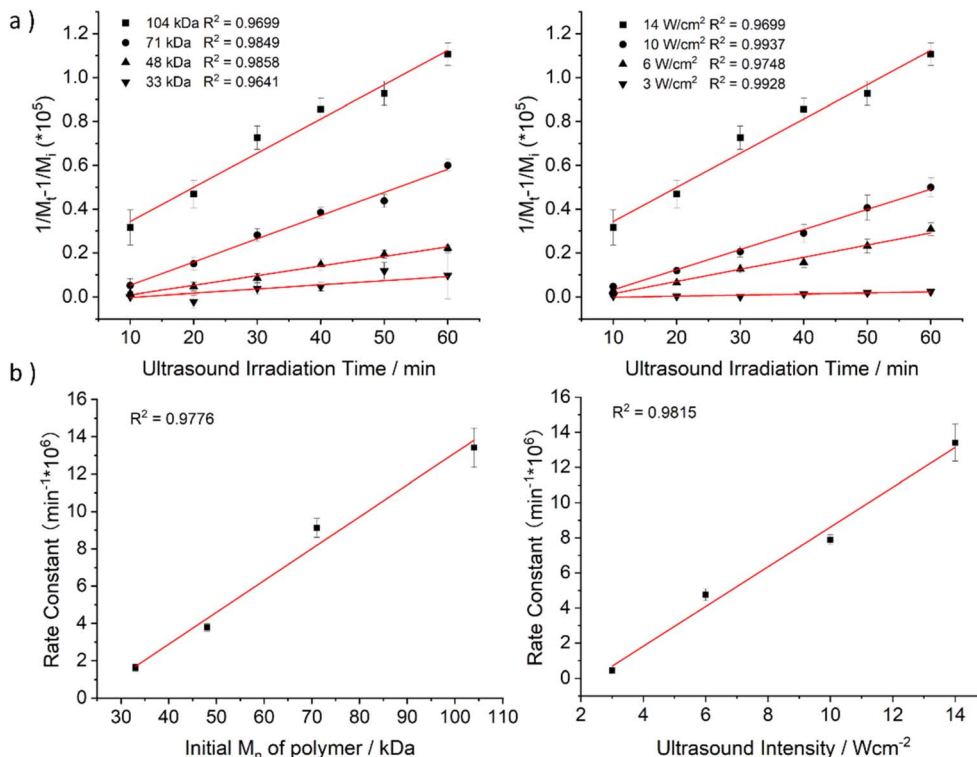 a )
104 kDa R² = 0.9699
71 kDa R² = 0.9849
48 kDa R² = 0.9858
33 kDa R² = 0.9641
1/Mt-1/Mi (*10⁵)
1.2
1.0
0.8
0.6
0.4
0.2
0.0
10 20 30 40 50 60
Ultrasound Irradiation Time / min
14 W/cm² R² = 0.9699
10 W/cm² R² = 0.9937
6 W/cm² R² = 0.9748
3 W/cm² R² = 0.9928
1/Mt-1/Mi (*10⁵)
1.2
1.0
0.8
0.6
0.4
0.2
0.0
10 20 30 40 50 60
Ultrasound Irradiation Time / min
b )
R² = 0.9776
Rate Constant (min⁻¹*10⁶)
16
14
12
10
8
6
4
2
0
30 40 50 60 70 80 90 100 110
Initial Mn of polymer / kDa
R² = 0.9815
Rate Constant (min⁻¹*10⁶)
16
14
12
10
8
6
4
2
0
2 4 6 8 10 12 14
Ultrasound Intensity / Wcm⁻²